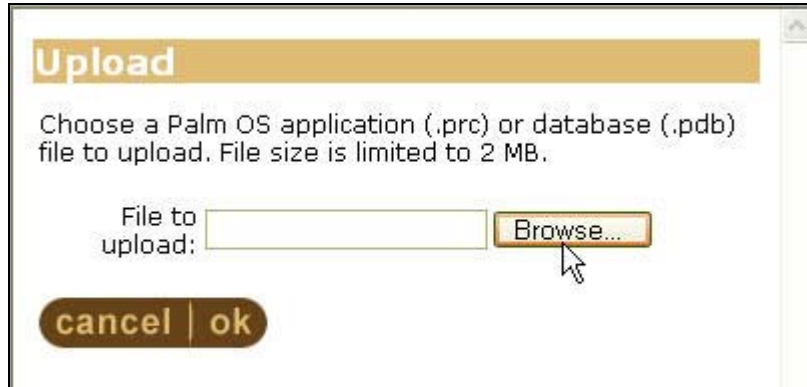 Upload
Choose a Palm OS application (.prc) or database (.pdb)
file to upload. File size is limited to 2 MB.
File to
upload:
Browse...
cancel | ok